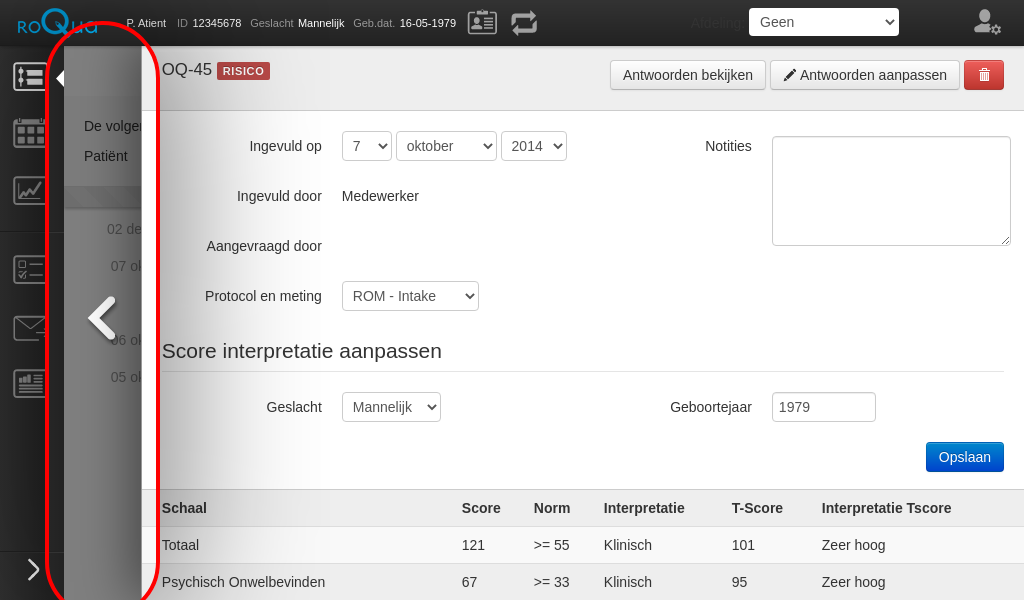 roQua P. Atient ID 12345678 Geslacht Mannelijk Geb.dat. 16-05-1979 Afdeling Geen
OQ-45 RISICO Antwoorden bekijken Antwoorden aanpassen
De volgen
Patiënt
02 de
07 ok
06 ok
05 ok
Ingevuld op 7 oktober 2014 Notities
Ingevuld door Medewerker
Aangevraagd door
Protocol en meting ROM - Intake
Score interpretatie aanpassen
Geslacht Mannelijk Geboortejaar 1979
Opslaan
Schaal Score Norm Interpretatie T-Score Interpretatie Tscore
Totaal 121 >= 55 Klinisch 101 Zeer hoog
Psychisch Onwelbevinden 67 >= 33 Klinisch 95 Zeer hoog